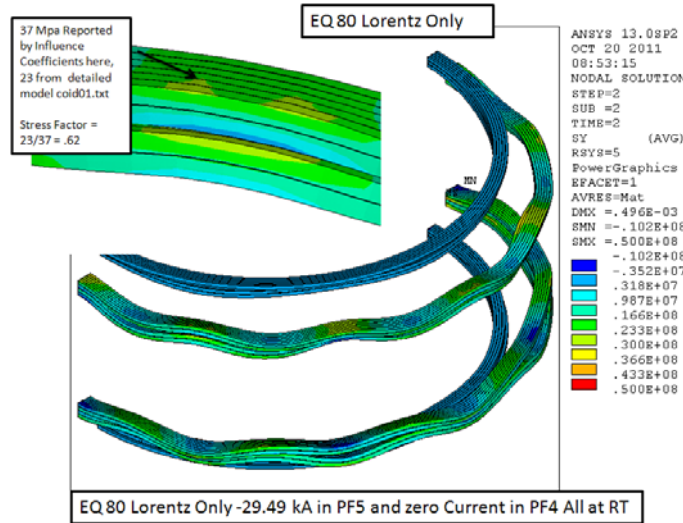 EQ 80 Lorentz Only
37 Mpa Reported
by Influence
Coefficients here,
23 from detailed
model coid01.txt
Stress Factor =
23/37 = .62
ANSYS 13.0SP2
OCT 20 2011
08:53:15
NODAL SOLUTION
STEP=2
SUB =2
TIME=2
SY (AVG)
RSYS=5
PowerGraphics
EFACET=1
AVRES=Mat
DMX =.496E-03
SMN =-.102E+08
SMX =.500E+08
-.102E+08
-.352E+07
.318E+07
.987E+07
.166E+08
.233E+08
.300E+08
.366E+08
.433E+08
.500E+08
MN
EQ 80 Lorentz Only -29.49 kA in PF5 and zero Current in PF4 All at RT